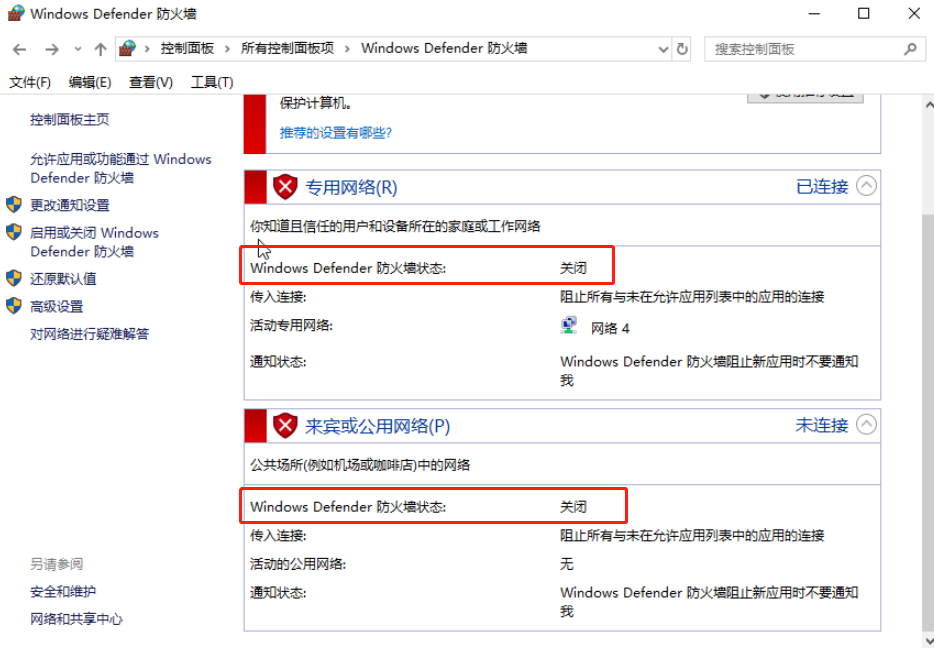 Windows Defender 防火墙
控制面板 › 所有控制面板项 › Windows Defender 防火墙
搜索控制面板
文件(F) 编辑(E) 查看(V) 工具(T)
控制面板主页
允许应用或功能通过 Windows
Defender 防火墙
更改通知设置
启用或关闭 Windows
Defender 防火墙
还原默认值
高级设置
对网络进行疑难解答
另请参阅
安全和维护
网络和共享中心
保护计算机。
推荐的设置有哪些?
专用网络(R) 已连接
你知道且信任的用户和设备所在的家庭或工作网络
Windows Defender 防火墙状态: 关闭
传入连接: 阻止所有与未在允许应用列表中的应用的连接
活动专用网络: 网络 4
通知状态: Windows Defender 防火墙阻止新应用时不要通知
我
来宾或公用网络(P) 未连接
公共场所(例如机场或咖啡店)中的网络
Windows Defender 防火墙状态: 关闭
传入连接: 阻止所有与未在允许应用列表中的应用的连接
活动的公用网络: 无
通知状态: Windows Defender 防火墙阻止新应用时不要通知
我